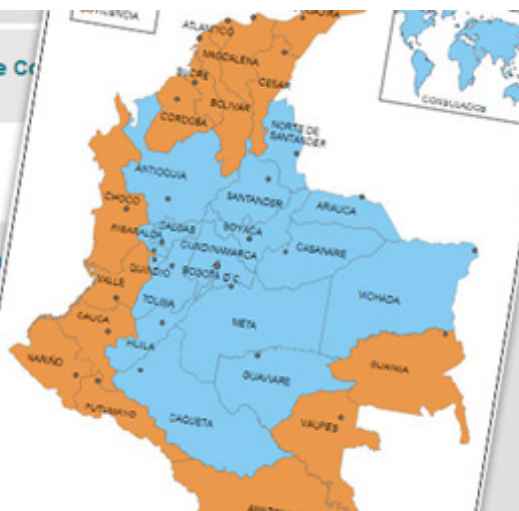 ATLANTICO
MAGDALENA
CESAR
SUCRE
BOLIVAR
CORDOBA
NORTE DE
SANTANDER
CONSULADOS
ANTIOQUIA
SANTANDER
ARAUCA
CHOCO
RISARALDA
CALDAS
BOYACA
CUNDINAMARCA
CASANARE
QUINDIO
BOGOTA D.C.
VALLE
TOLIMA
VICHADA
CAUCA
META
HUILA
NARIÑO
GUAINIA
GUAVIARE
PUTUMAYO
CAQUETA
VAUPES